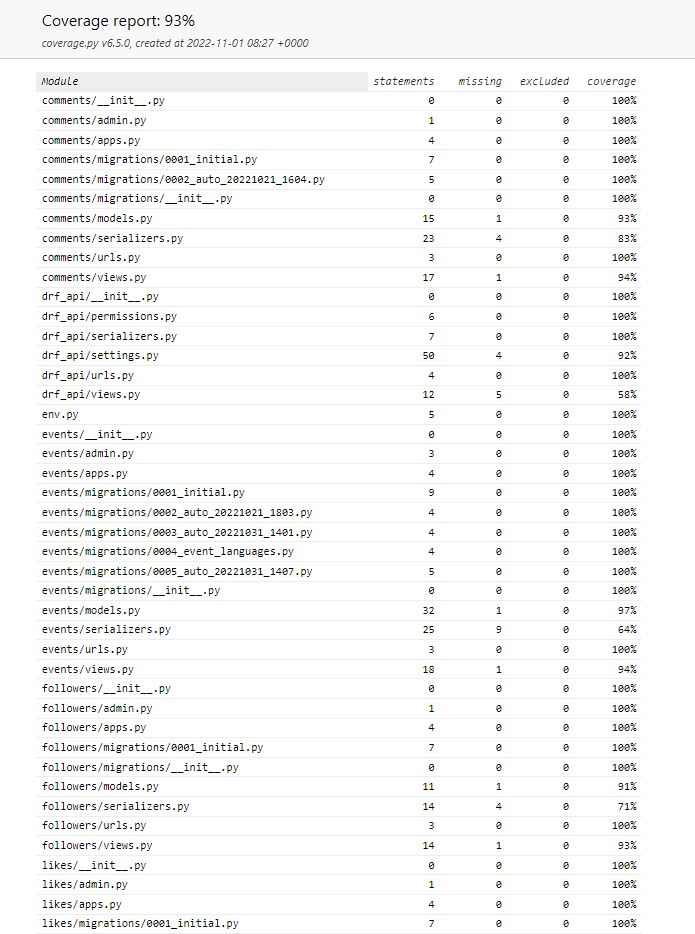 Coverage report: 93%
coverage.py v6.5.0, created at 2022-11-01 08:27 +0000
Module statements missing excluded coverage
comments/__init__.py 0 0 0 100%
comments/admin.py 1 0 0 100%
comments/apps.py 4 0 0 100%
comments/migrations/0001_initial.py 7 0 0 100%
comments/migrations/0002_auto_20221021_1604.py 5 0 0 100%
comments/migrations/__init__.py 0 0 0 100%
comments/models.py 15 1 0 93%
comments/serializers.py 23 4 0 83%
comments/urls.py 3 0 0 100%
comments/views.py 17 1 0 94%
drf_api/__init__.py 0 0 0 100%
drf_api/permissions.py 6 0 0 100%
drf_api/serializers.py 7 0 0 100%
drf_api/settings.py 50 4 0 92%
drf_api/urls.py 4 0 0 100%
drf_api/views.py 12 5 0 58%
env.py 5 0 0 100%
events/__init__.py 0 0 0 100%
events/admin.py 3 0 0 100%
events/apps.py 4 0 0 100%
events/migrations/0001_initial.py 9 0 0 100%
events/migrations/0002_auto_20221021_1803.py 4 0 0 100%
events/migrations/0003_auto_20221031_1401.py 4 0 0 100%
events/migrations/0004_event_languages.py 4 0 0 100%
events/migrations/0005_auto_20221031_1407.py 5 0 0 100%
events/migrations/__init__.py 0 0 0 100%
events/models.py 32 1 0 97%
events/serializers.py 25 9 0 64%
events/urls.py 3 0 0 100%
events/views.py 18 1 0 94%
followers/__init__.py 0 0 0 100%
followers/admin.py 1 0 0 100%
followers/apps.py 4 0 0 100%
followers/migrations/0001_initial.py 7 0 0 100%
followers/migrations/__init__.py 0 0 0 100%
followers/models.py 11 1 0 91%
followers/serializers.py 14 4 0 71%
followers/urls.py 3 0 0 100%
followers/views.py 14 1 0 93%
likes/__init__.py 0 0 0 100%
likes/admin.py 1 0 0 100%
likes/apps.py 4 0 0 100%
likes/migrations/0001_initial.py 7 0 0 100%